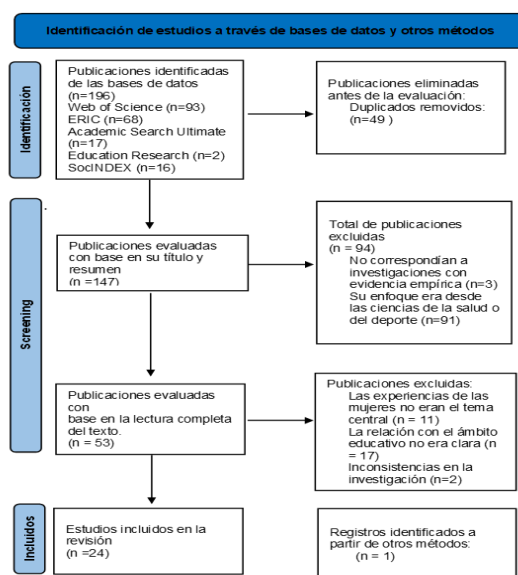 Identificación de estudios a través de bases de datos y otros métodos
Identificación
Publicaciones identificadas
de las bases de datos
(n=196)
Web of Science (n=93)
ERIC (n=68)
Academic Search Ultimate
(n=17)
Education Research (n=2)
SocINDEX (n=16)
Publicaciones eliminadas
antes de la evaluación:
Duplicados removidos:
(n=49 )
Screening
Publicaciones evaluadas
con base en su título y
resumen
(n =147)
Total de publicaciones
excluidas
(n = 94)
No correspondían a
investigaciones con
evidencia empírica (n=3)
Su enfoque era desde
las ciencias de la salud o
del deporte (n=91)
Publicaciones evaluadas
con
base en la lectura completa
del texto.
(n = 53)
Publicaciones excluidas:
Las experiencias de las
mujeres no eran el tema
central (n = 11)
La relación con el ámbito
educativo no era clara (n
= 17)
Inconsistencias en la
investigación (n=2)
Incluidos
Estudios incluidos en la
revisión
(n =24)
Registros identificados a
partir de otros métodos:
(n = 1)